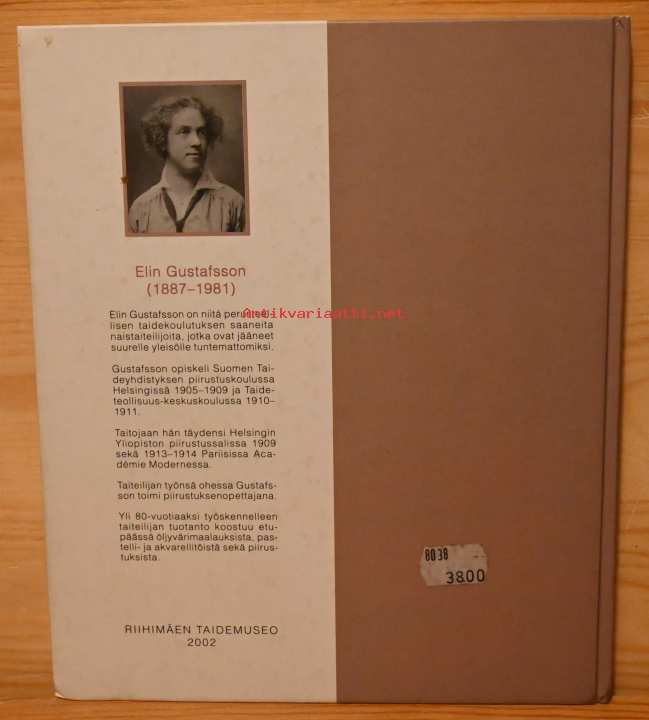 Elin Gustafsson
(1887–1981)
Elin Gustafsson on niitä perusteel-
lisen taidekoulutuksen saaneita
naistaiteilijoita, jotka ovat jääneet
suurelle yleisölle tuntemattomiksi.
Gustafsson opiskeli Suomen Tai-
deyhdistyksen piirustuskoulussa
Helsingissä 1905–1909 ja Taide-
teollisuus-keskuskoulussa 1910–
1911.
Taitojaan hän täydensi Helsingin
Yliopiston piirustussalissa 1909
sekä 1913–1914 Pariisissa Aca-
démie Modernessa.
Taiteilijan työnsä ohessa Gustafs-
son toimi piirustuksenopettajana.
Yli 80-vuotiaaksi työskennelleen
taiteilijan tuotanto koostuu etu-
päässä öljyvärimaalauksista, pas-
telli- ja akvarellitöistä sekä piirus-
tuksista.
RIIHIMÄEN TAIDEMUSEO
2002
Antikvariaatti.net
8038
3800